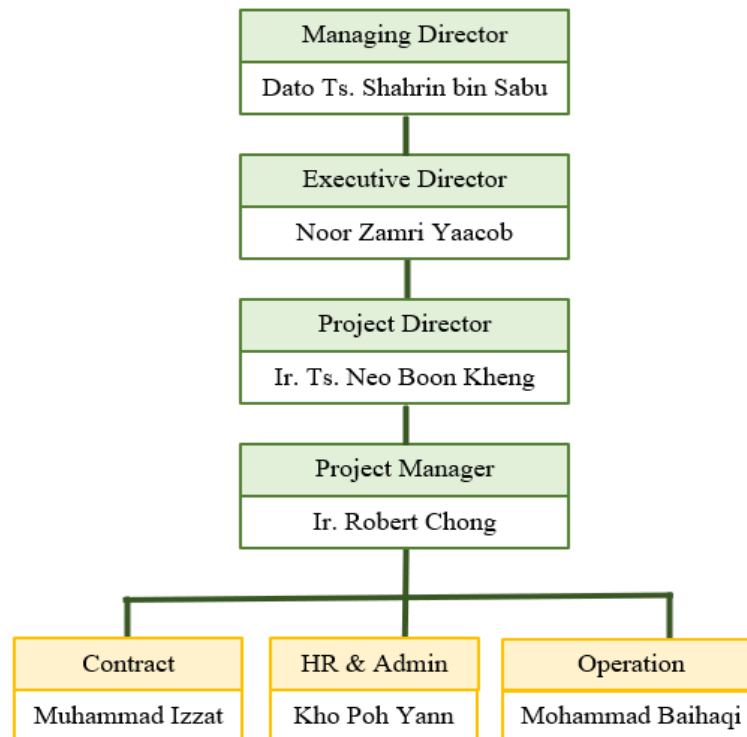 Managing Director
Dato Ts. Shahrin bin Sabu
Executive Director
Noor Zamri Yaacob
Project Director
Ir. Ts. Neo Boon Kheng
Project Manager
Ir. Robert Chong
Contract
Muhammad Izzat
HR & Admin
Kho Poh Yann
Operation
Mohammad Baihaqi